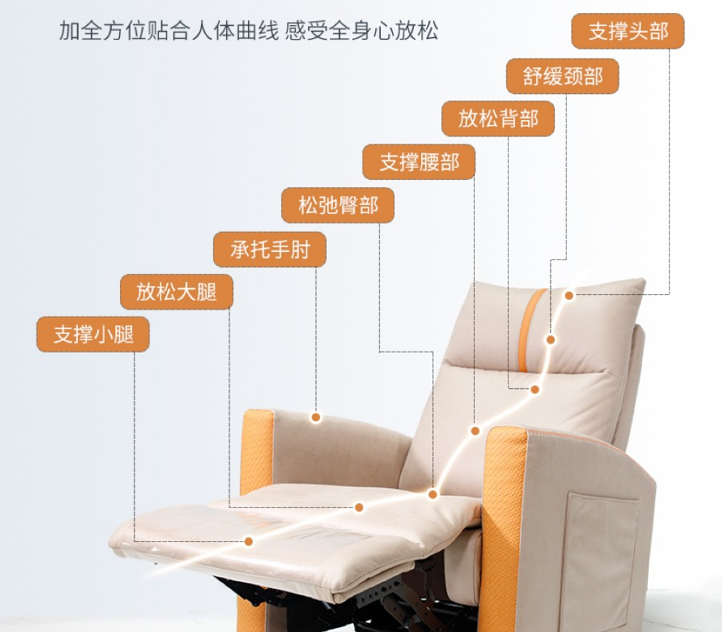 加全方位贴合人体曲线 感受全身心放松
支撑头部
舒缓颈部
放松背部
支撑腰部
松弛臀部
承托手肘
放松大腿
支撑小腿